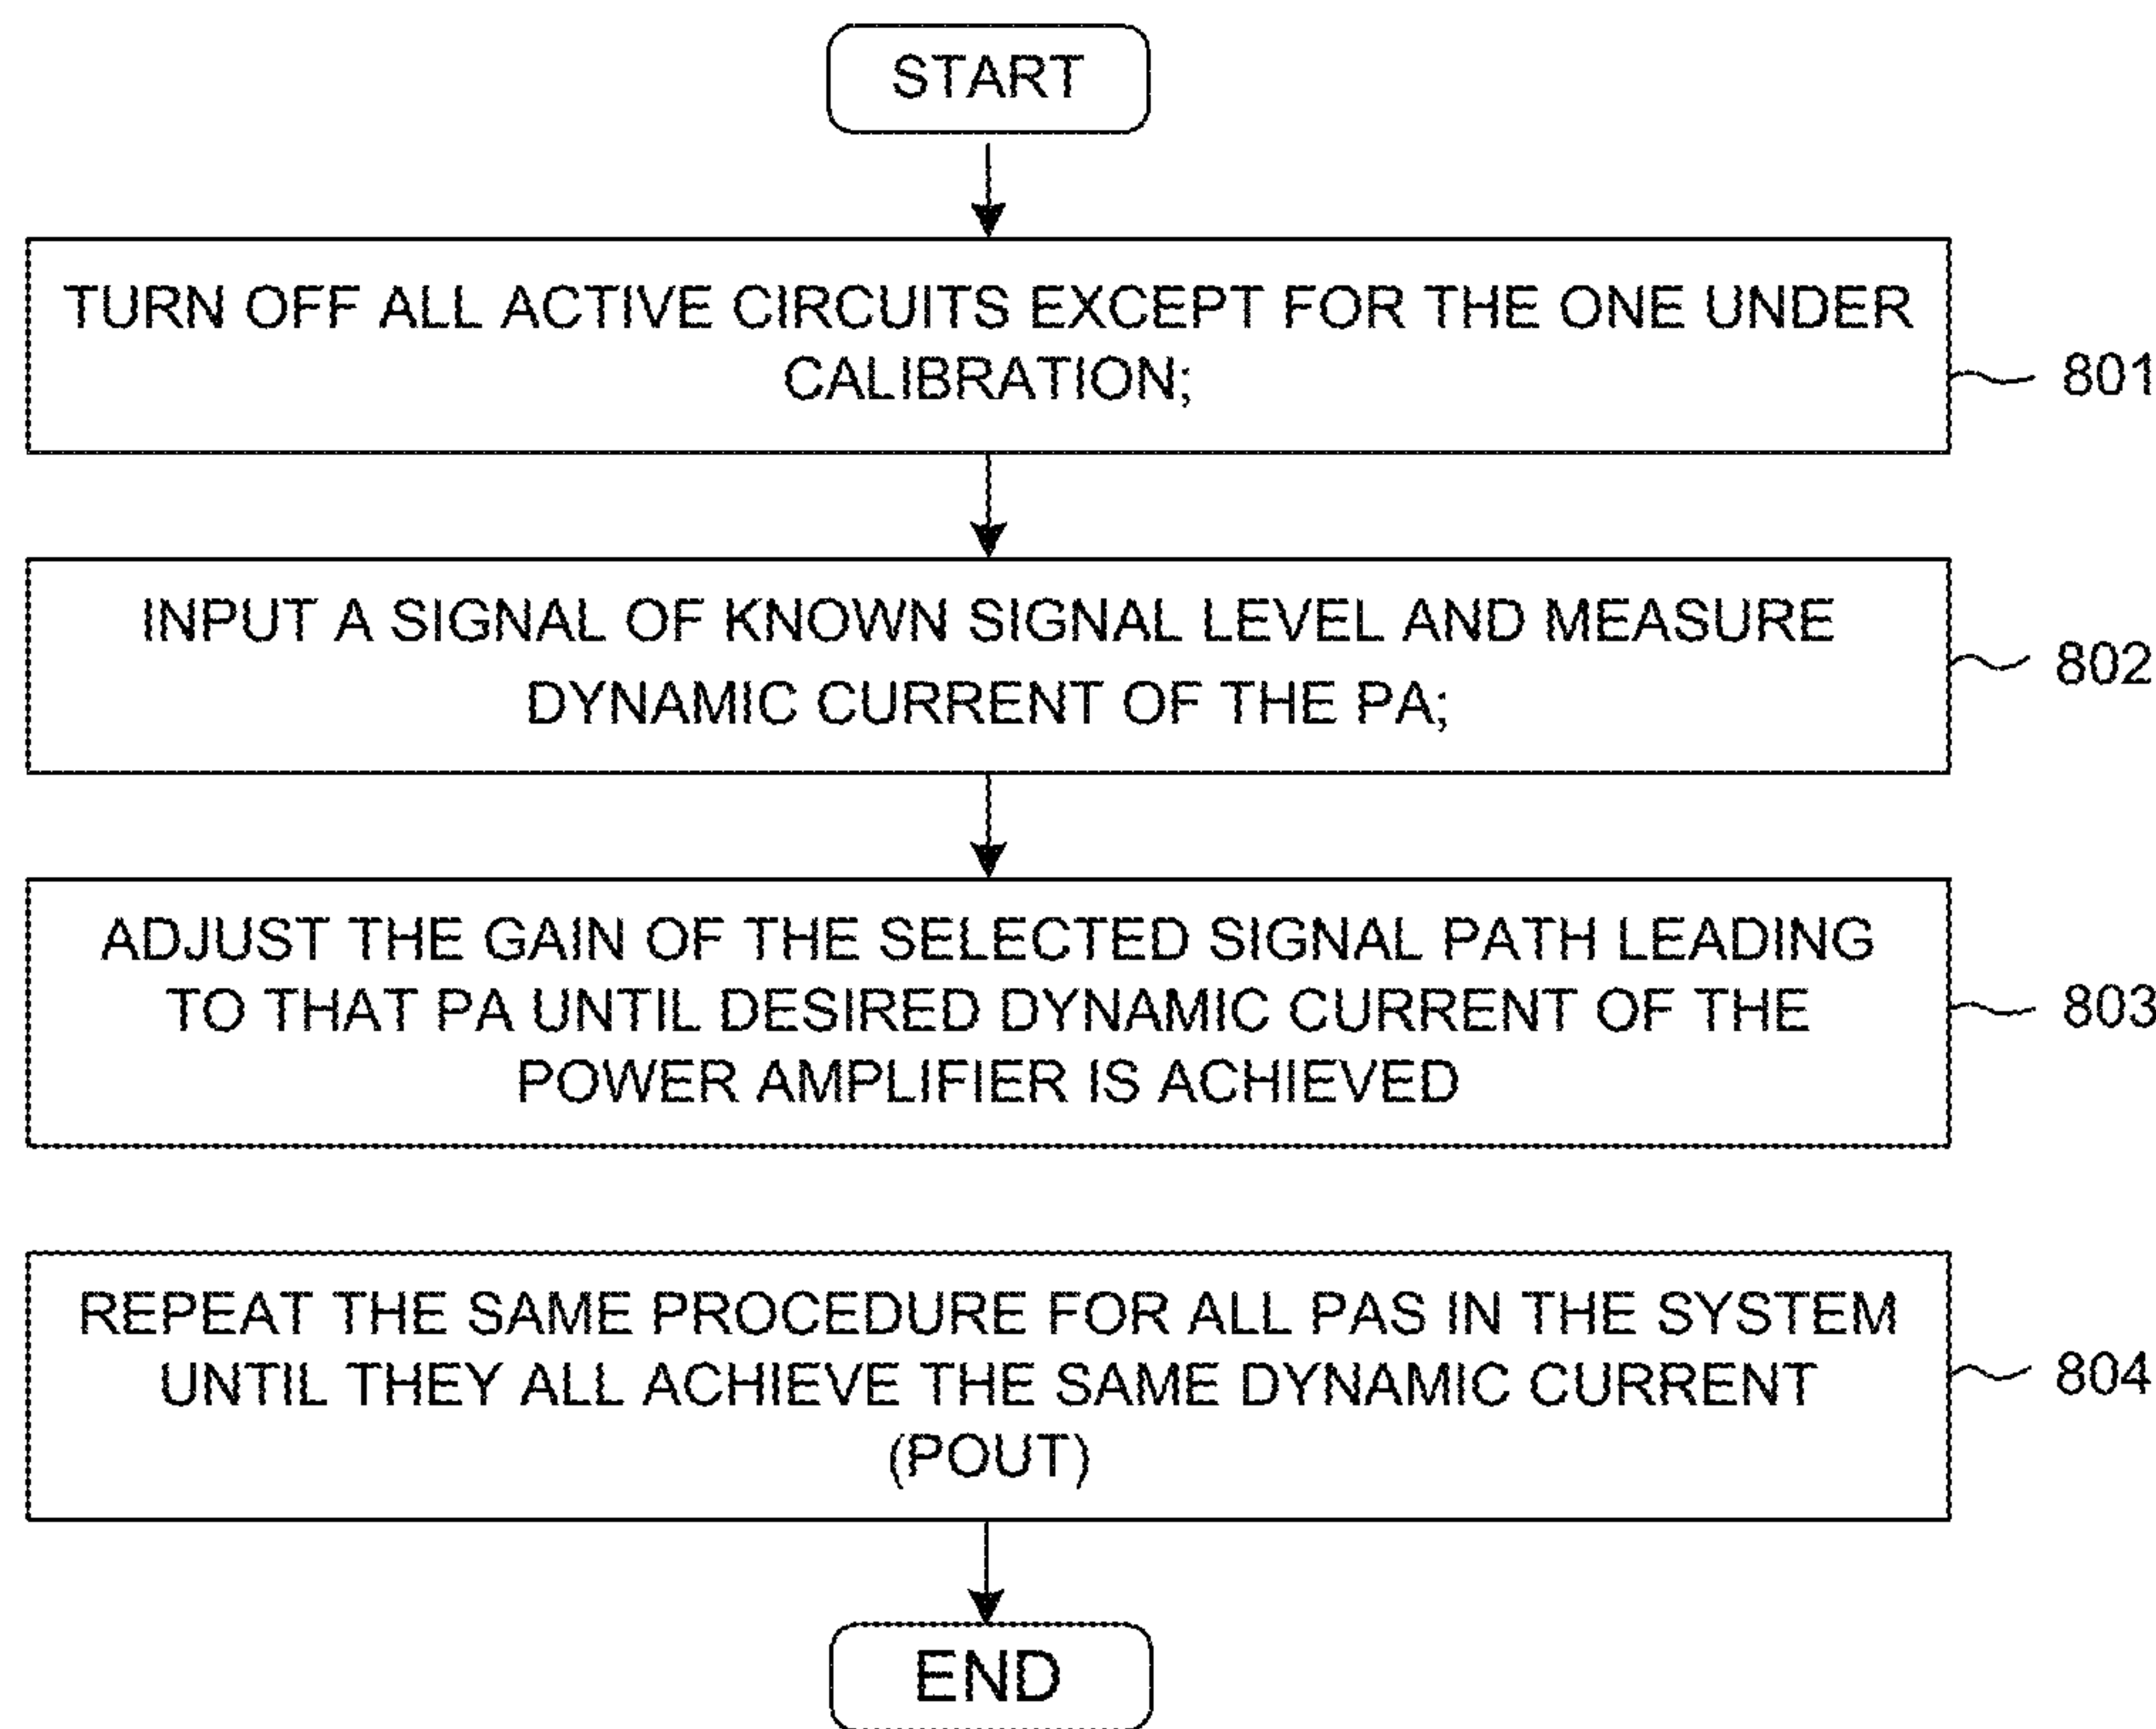 START
TURN OFF ALL ACTIVE CIRCUITS EXCEPT FOR THE ONE UNDER
CALIBRATION;
801
INPUT A SIGNAL OF KNOWN SIGNAL LEVEL AND MEASURE
DYNAMIC CURRENT OF THE PA;
802
ADJUST THE GAIN OF THE SELECTED SIGNAL PATH LEADING
TO THAT PA UNTIL DESIRED DYNAMIC CURRENT OF THE
POWER AMPLIFIER IS ACHIEVED
803
REPEAT THE SAME PROCEDURE FOR ALL PAS IN THE SYSTEM
UNTIL THEY ALL ACHIEVE THE SAME DYNAMIC CURRENT
(POUT)
804
END